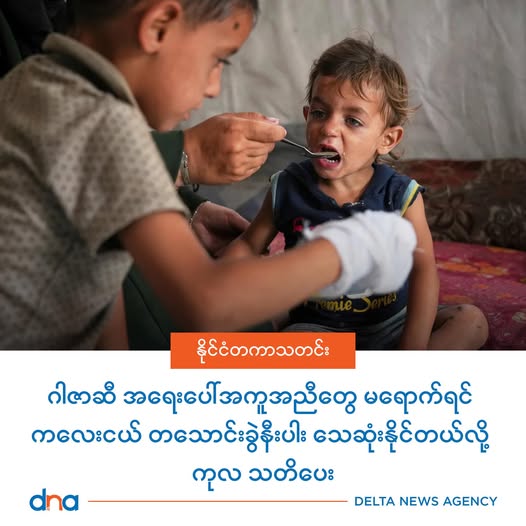 Premie Series
နိုင်ငံတကာသတင်း
ဂါဇာဆီ အရေးပေါ်အကူအညီတွေ မရောက်ရင်
ကလေးငယ် တသောင်းခွဲနီးပါး သေဆုံးနိုင်တယ်လို့
ကုလ သတိပေး
dna
DELTA NEWS AGENCY